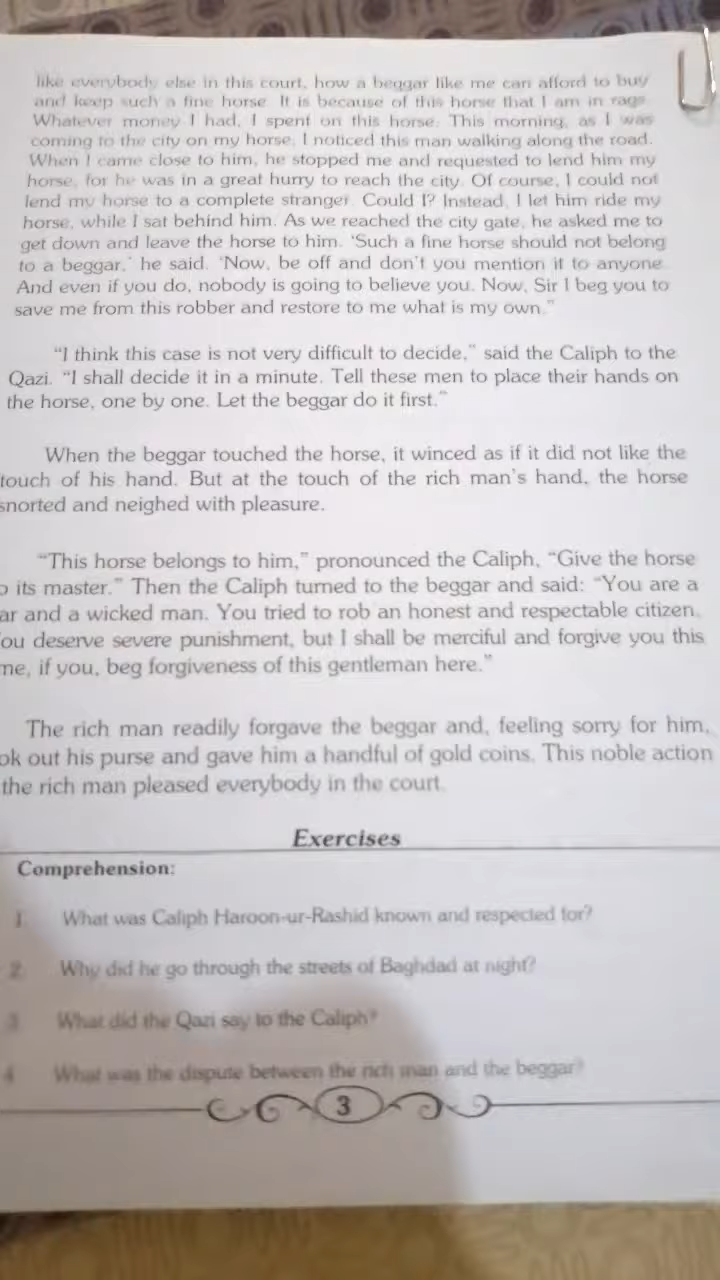 like everybody else in this court, how a beggar like me can afford to buy
and keep such a fine horse. It is because of this horse that I am in rags.
Whatever money I had, I spent on this horse. This morning, as I was
coming to the city on my horse, I noticed this man walking along the road.
When I came close to him, he stopped me and requested to lend him my
horse, for he was in a great hurry to reach the city. Of course, I could not
lend my horse to a complete stranger. Could I? Instead, I let him ride my
horse, while I sat behind him. As we reached the city gate, he asked me to
get down and leave the horse to him. 'Such a fine horse should not belong
to a beggar,' he said. 'Now, be off and don't you mention it to anyone.
And even if you do, nobody is going to believe you. Now, Sir I beg you to
save me from this robber and restore to me what is my own."
"I think this case is not very difficult to decide," said the Caliph to the
Qazi. "I shall decide it in a minute. Tell these men to place their hands on
the horse, one by one. Let the beggar do it first."
When the beggar touched the horse, it winced as if it did not like the
touch of his hand. But at the touch of the rich man's hand, the horse
snorted and neighed with pleasure.
"This horse belongs to him," pronounced the Caliph, "Give the horse
o its master." Then the Caliph turned to the beggar and said: "You are a
ar and a wicked man. You tried to rob an honest and respectable citizen.
ou deserve severe punishment, but I shall be merciful and forgive you this
me, if you, beg forgiveness of this gentleman here."
The rich man readily forgave the beggar and, feeling sorry for him,
ok out his purse and gave him a handful of gold coins. This noble action
the rich man pleased everybody in the court.
Exercises
Comprehension:
1. What was Caliph Haroon-ur-Rashid known and respected for?
2. Why did he go through the streets of Baghdad at night?
3. What did the Qazi say to the Caliph?
4. What was the dispute between the rich man and the beggar?
3